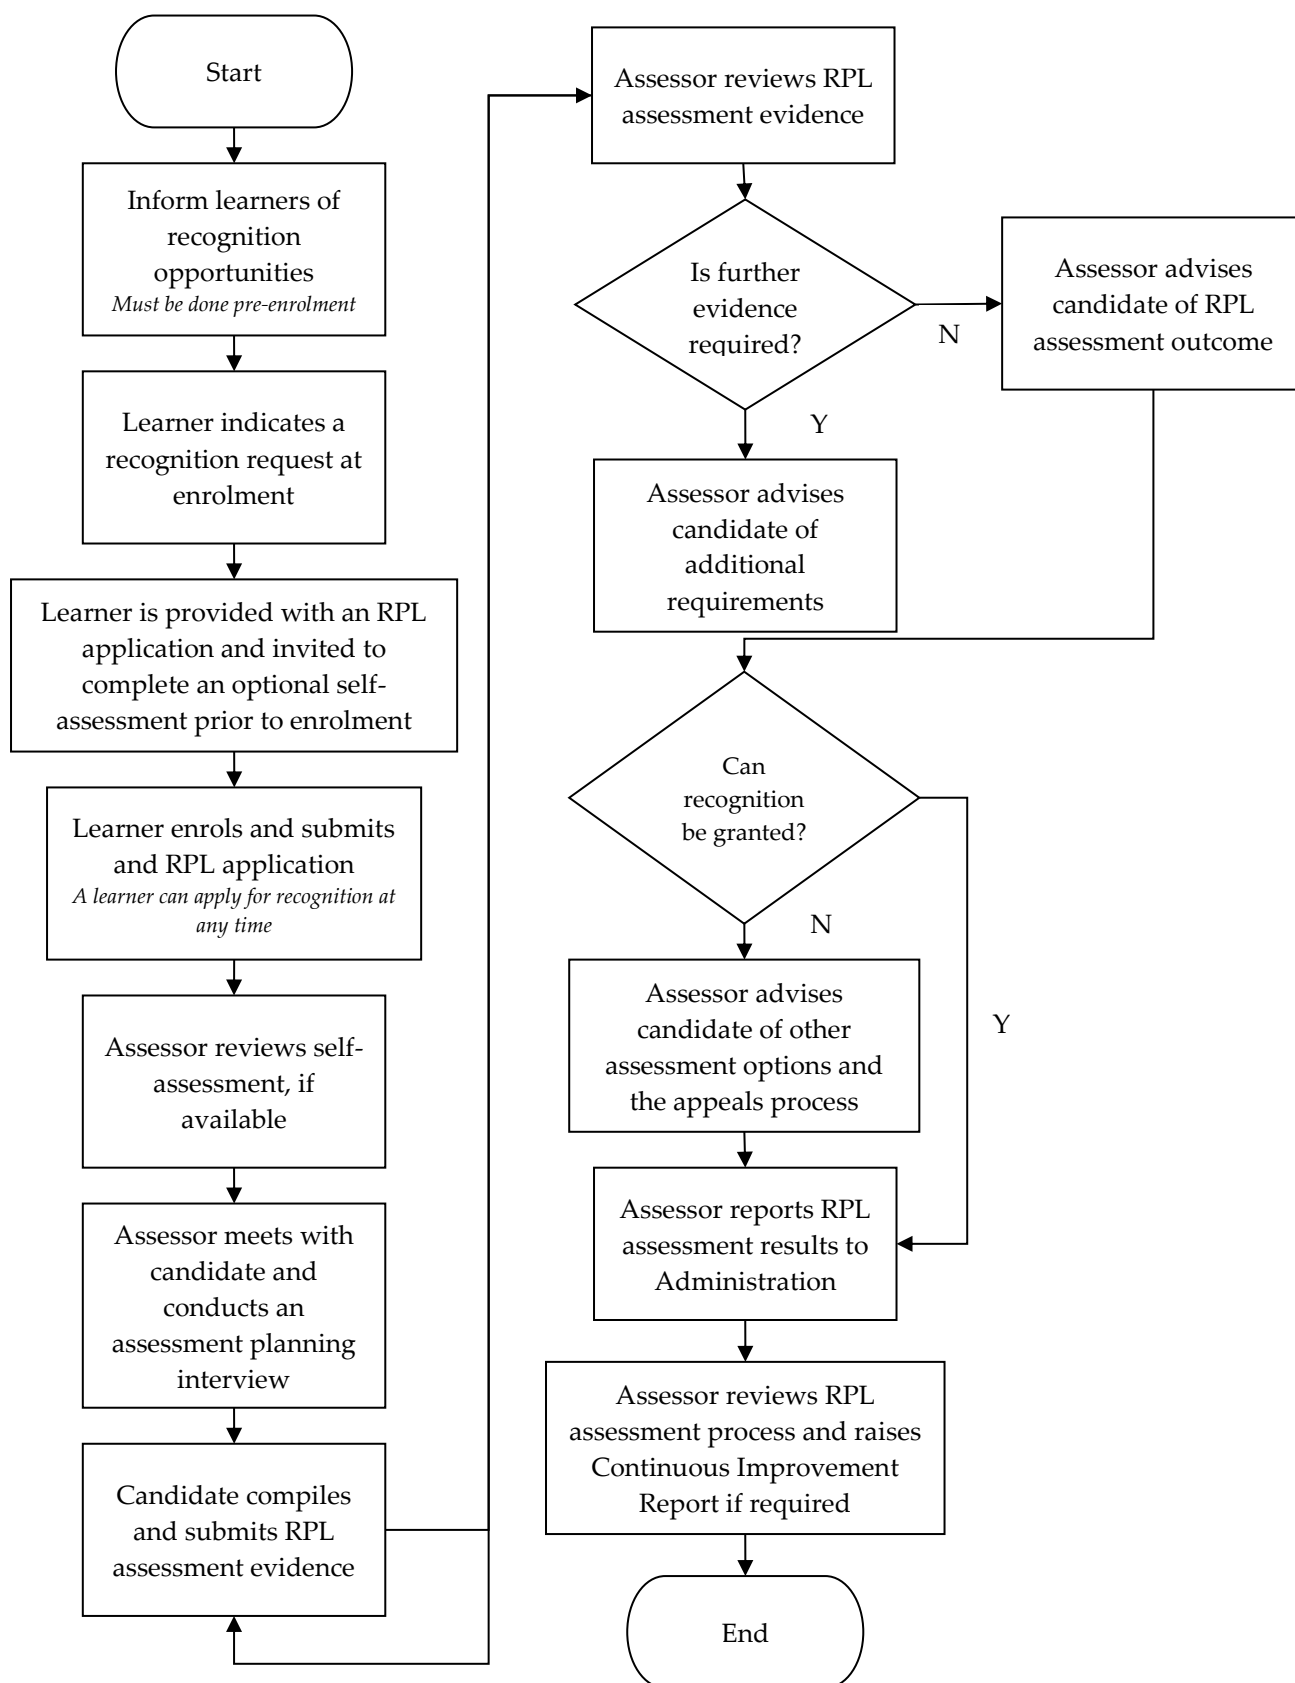 Start
Inform learners of
recognition
opportunities
Must be done pre-enrolment
Learner indicates a
recognition request at
enrolment
Learner is provided with an RPL
application and invited to
complete an optional self-
assessment prior to enrolment
Learner enrols and submits
and RPL application
A learner can apply for recognition at
any time
Assessor reviews self-
assessment, if
available
Assessor meets with
candidate and
conducts an
assessment planning
interview
Candidate compiles
and submits RPL
assessment evidence
Assessor reviews RPL
assessment evidence
Is further
evidence
required?
N
Assessor advises
candidate of RPL
assessment outcome
Y
Assessor advises
candidate of
additional
requirements
Can
recognition
be granted?
N
Y
Assessor advises
candidate of other
assessment options and
the appeals process
Assessor reports RPL
assessment results to
Administration
Assessor reviews RPL
assessment process and raises
Continuous Improvement
Report if required
End